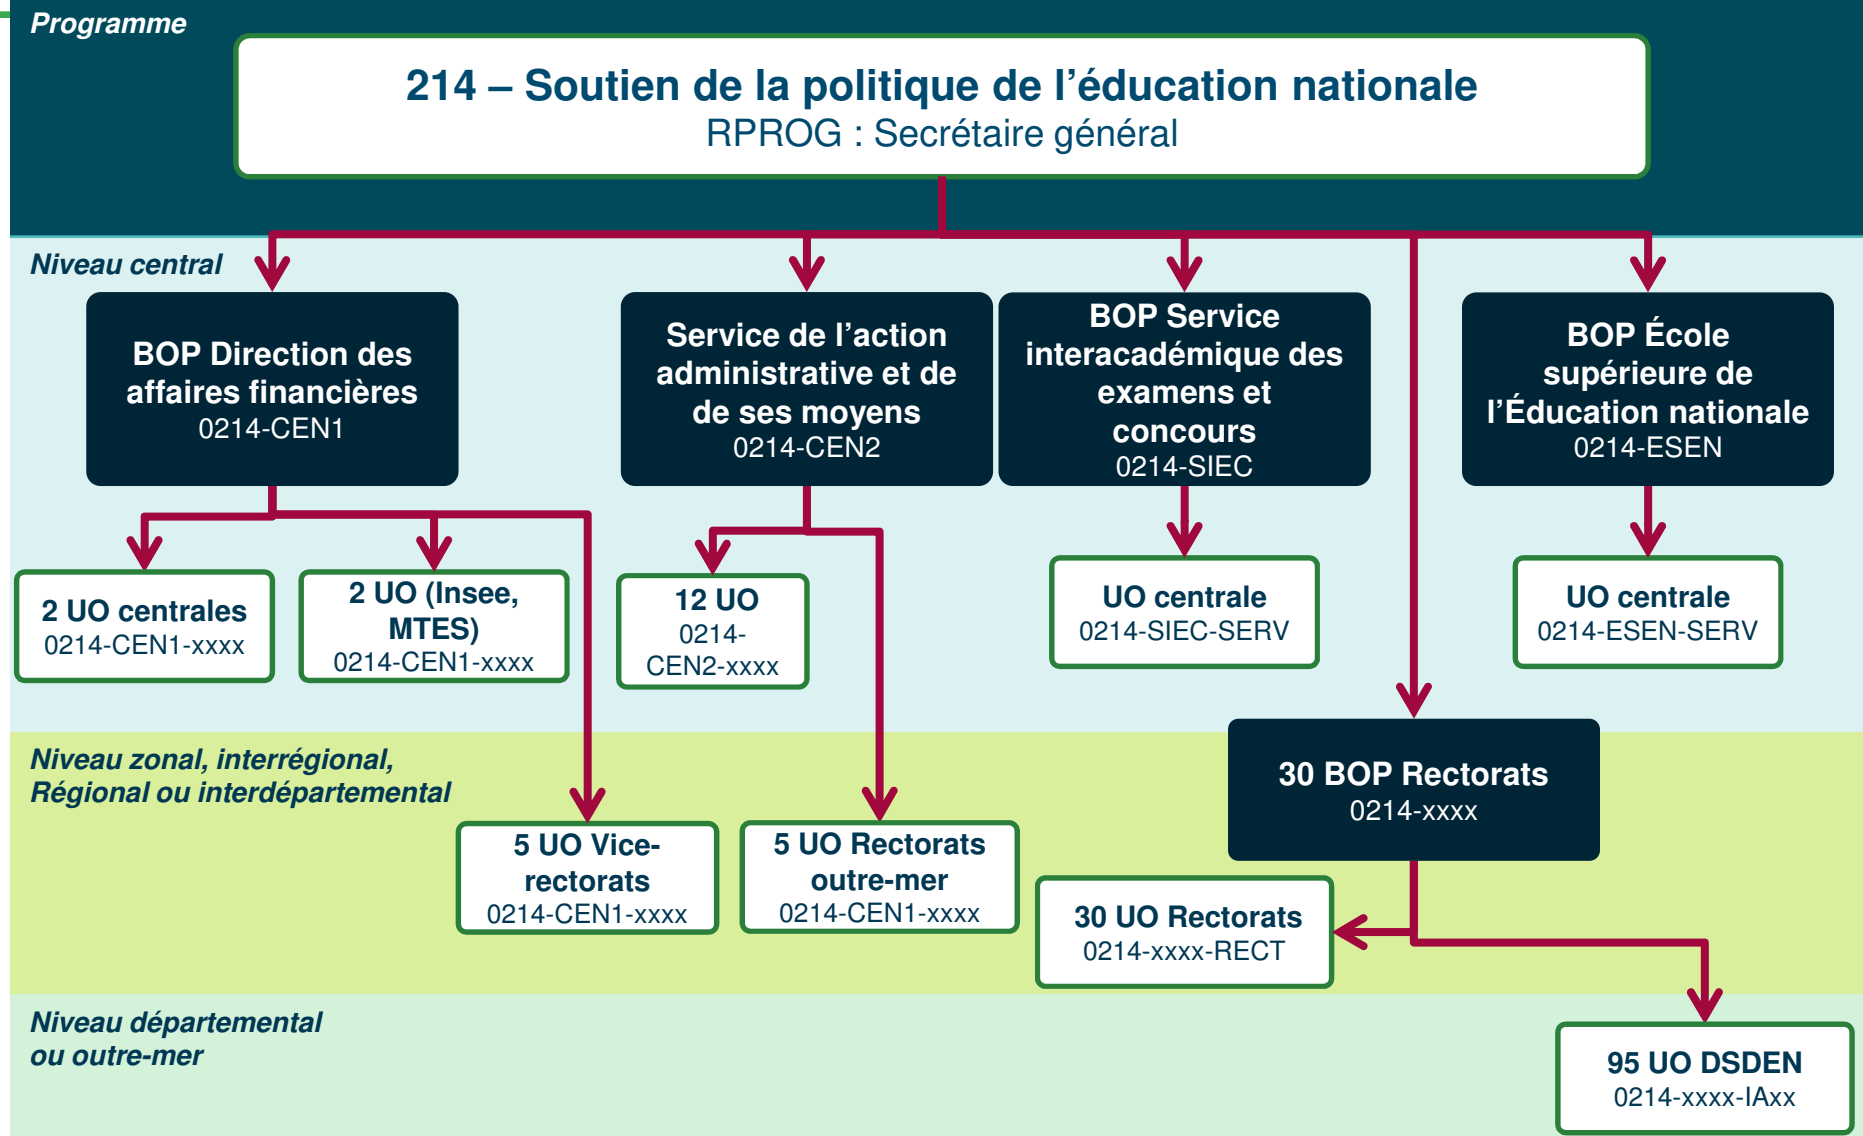 Programme
214 – Soutien de la politique de l’éducation nationale
RPROG : Secrétaire général
Niveau central
BOP Direction des
affaires financières
0214-CEN1
Service de l’action
administrative et de
de ses moyens
0214-CEN2
BOP Service
interacadémique des
examens et
concours
0214-SIEC
BOP École
supérieure de
l’Éducation nationale
0214-ESEN
2 UO centrales
0214-CEN1-xxxx
2 UO (Insee,
MTES)
0214-CEN1-xxxx
12 UO
0214-
CEN2-xxxx
UO centrale
0214-SIEC-SERV
UO centrale
0214-ESEN-SERV
Niveau zonal, interrégional,
Régional ou interdépartemental
30 BOP Rectorats
0214-xxxx
5 UO Vice-
rectorats
0214-CEN1-xxxx
5 UO Rectorats
outre-mer
0214-CEN1-xxxx
30 UO Rectorats
0214-xxxx-RECT
Niveau départemental
ou outre-mer
95 UO DSDEN
0214-xxxx-IAxx